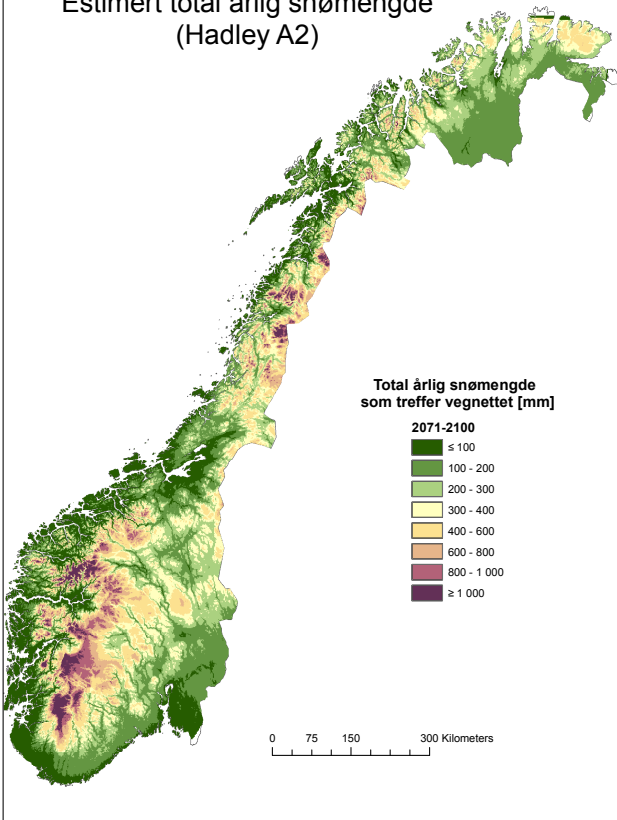 Estimert total årlig snømengde
(Hadley A2)
Total årlig snømengde
som treffer vegnettet [mm]
2071-2100
≤ 100
100 - 200
200 - 300
300 - 400
400 - 600
600 - 800
800 - 1 000
≥ 1 000
0 75 150 300 Kilometers